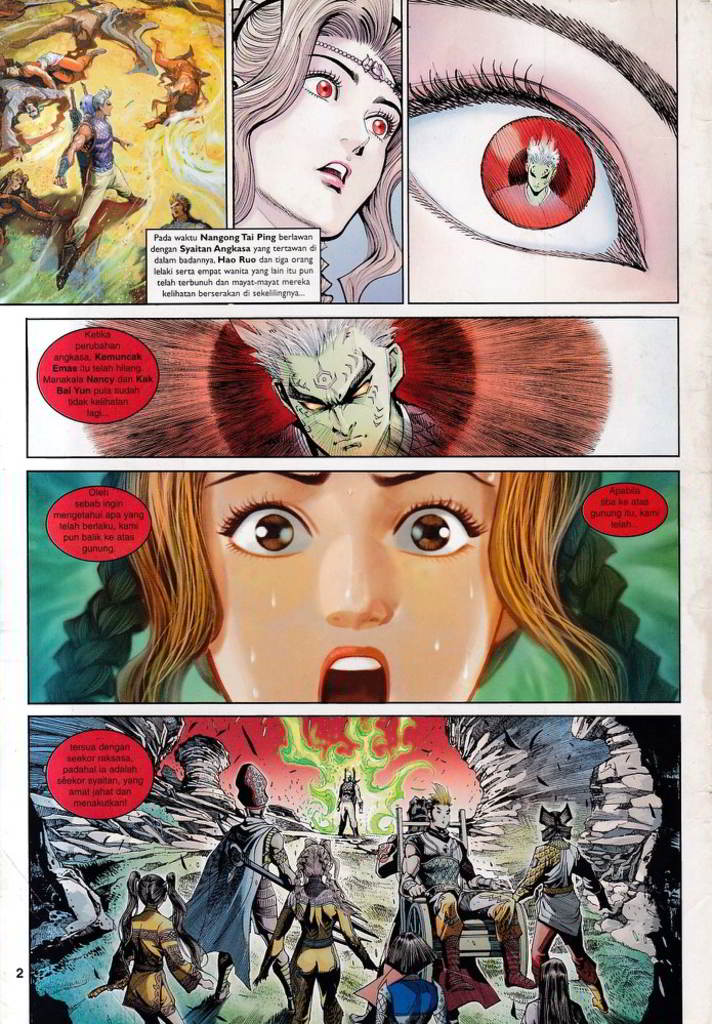 Pada waktu Nangong Tai Ping berlawan
dengan Syaitan Angkasa yang tertawan di
dalam badannya, Hao Ruo dan tiga orang
lelaki serta empat wanita yang lain itu pun
telah terbunuh dan mayat-mayat mereka
kelihatan berserakan di sekelilingnya...
Ketika
perubahan
angkasa, Kemuncak
Emas itu telah hilang.
Manakala Nancy dan Kak
Bai Yun pula sudah
tidak kelihatan
lagi...
Oleh
sebab ingin
mengetahui apa yang
telah berlaku, kami
pun balik ke atas
gunung.
Apabila
tiba ke atas
gunung itu, kami
telah...
tersua dengan
seekor raksasa,
padahal ia adalah
seekor syaitan, yang
amat jahat dan
menakutkan!
2